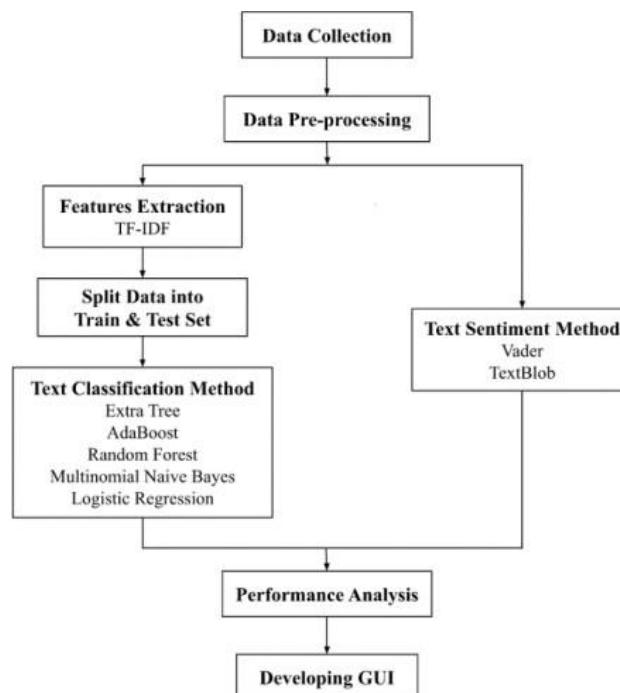 Data Collection
Data Pre-processing
Features Extraction
TF-IDF
Split Data into
Train & Test Set
Text Classification Method
Extra Tree
AdaBoost
Random Forest
Multinomial Naive Bayes
Logistic Regression
Text Sentiment Method
Vader
TextBlob
Performance Analysis
Developing GUI